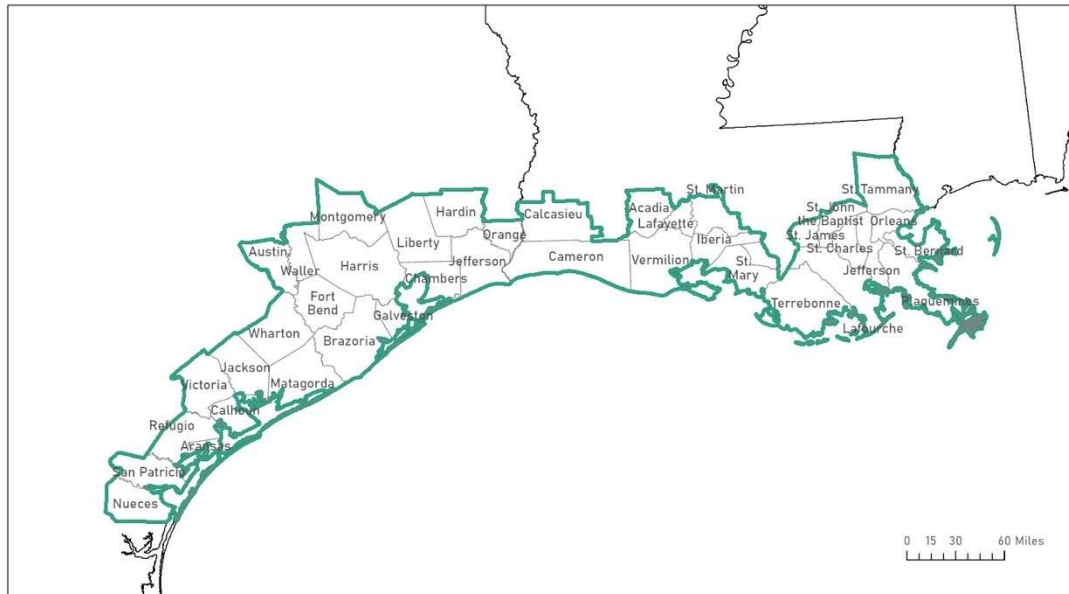 St. Martin
St. Tammany
Montgomery
Hardin
Calcasieu
Acadia
St. John
the Baptist
Orleans
Lafayette
Orange
St. James
Iberia
Liberty
St. Charles
St. Bernard
Austin
Harris
Jefferson
Cameron
Vermilion
Waller
Jefferson
Chambers
St.
Mary
Fort
Bend
Terrebonne
Plaquemines
Galveston
Lafourche
Wharton
Brazoria
Jackson
Victoria
Matagorda
Calhoun
Refugio
Aransas
San Patricio
Nueces
0 15 30 60 Miles